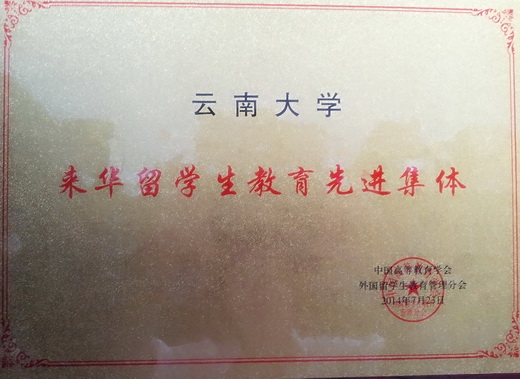 云南大学
来华留学生教育先进集体
中国高等教育学会
外国留学生教育管理分会
2014年7月23日